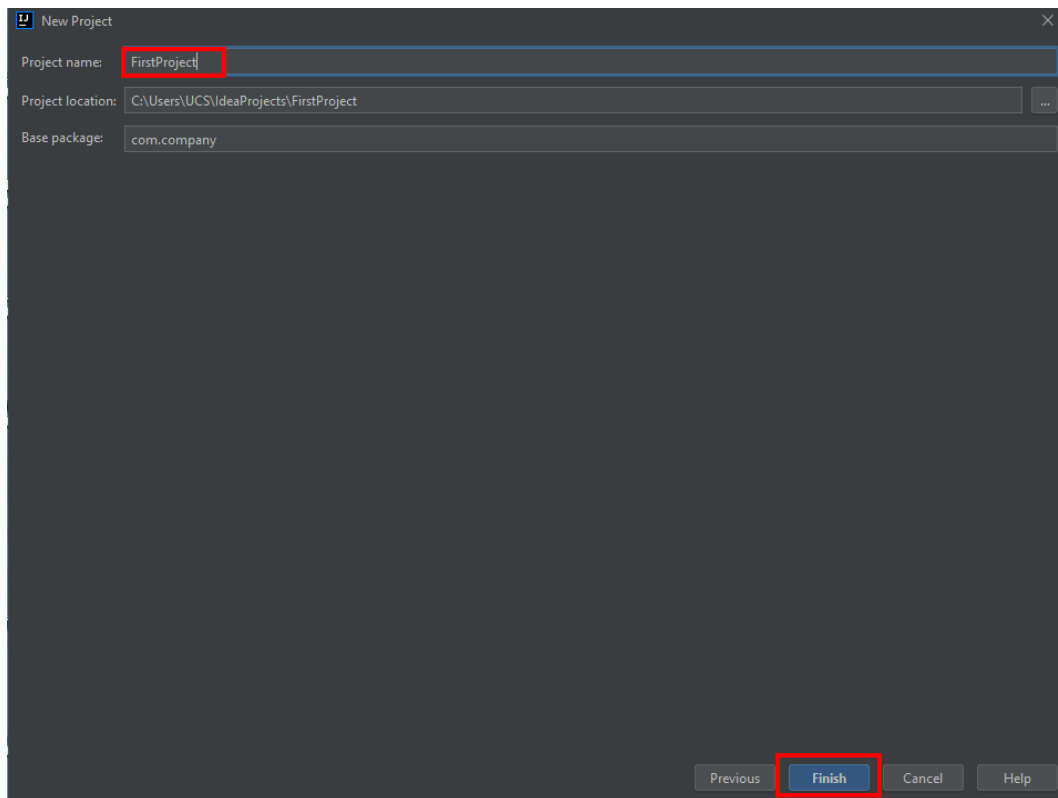 IJ New Project
Project name: FirstProject
Project location: C:\Users\UCS\IdeaProjects\FirstProject ...
Base package: com.company
Previous Finish Cancel Help